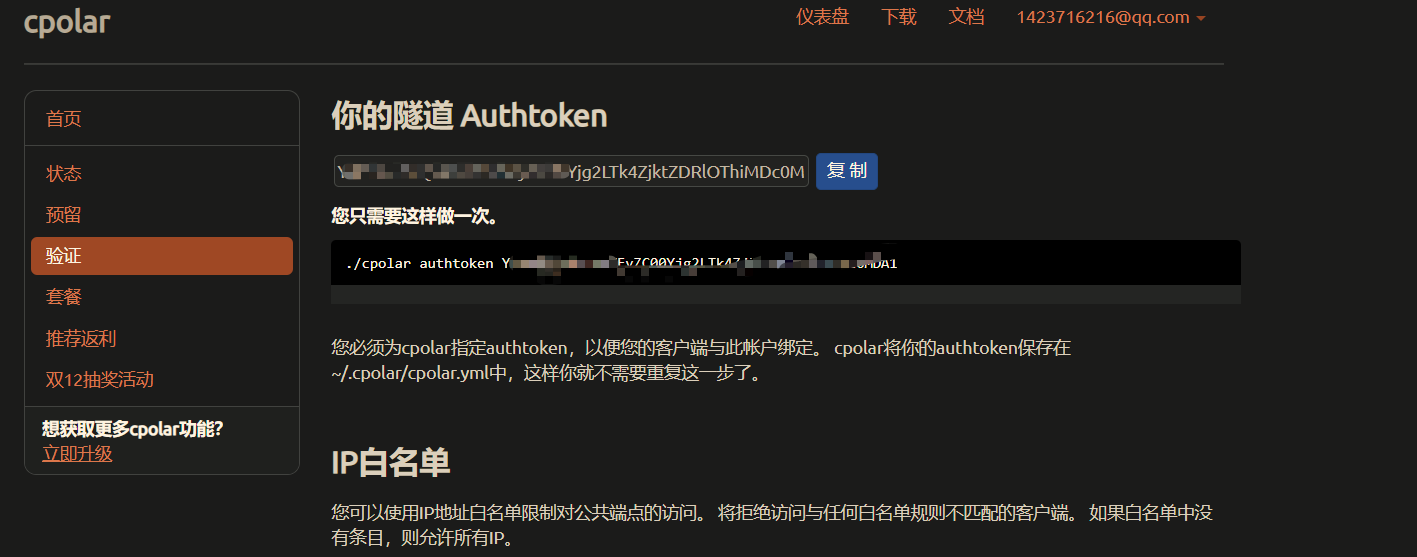 cpolar
仪表盘 下载 文档 1423716216@qq.com
首页
状态
预留
验证
套餐
推荐返利
双12抽奖活动
想获取更多cpolar功能？
立即升级
你的隧道 Authtoken
Yjg2LTk4ZjktZDRlOThiMDc0M 复制
您只需要这样做一次。
./cpolar authtoken
您必须为cpolar指定authtoken，以便您的客户端与此帐户绑定。 cpolar将你的authtoken保存在
~/.cpolar/cpolar.yml中，这样你就不需要重复这一步了。
IP白名单
您可以使用IP地址白名单限制对公共端点的访问。 将拒绝访问与任何白名单规则不匹配的客户端。 如果白名单中没
有条目，则允许所有IP。